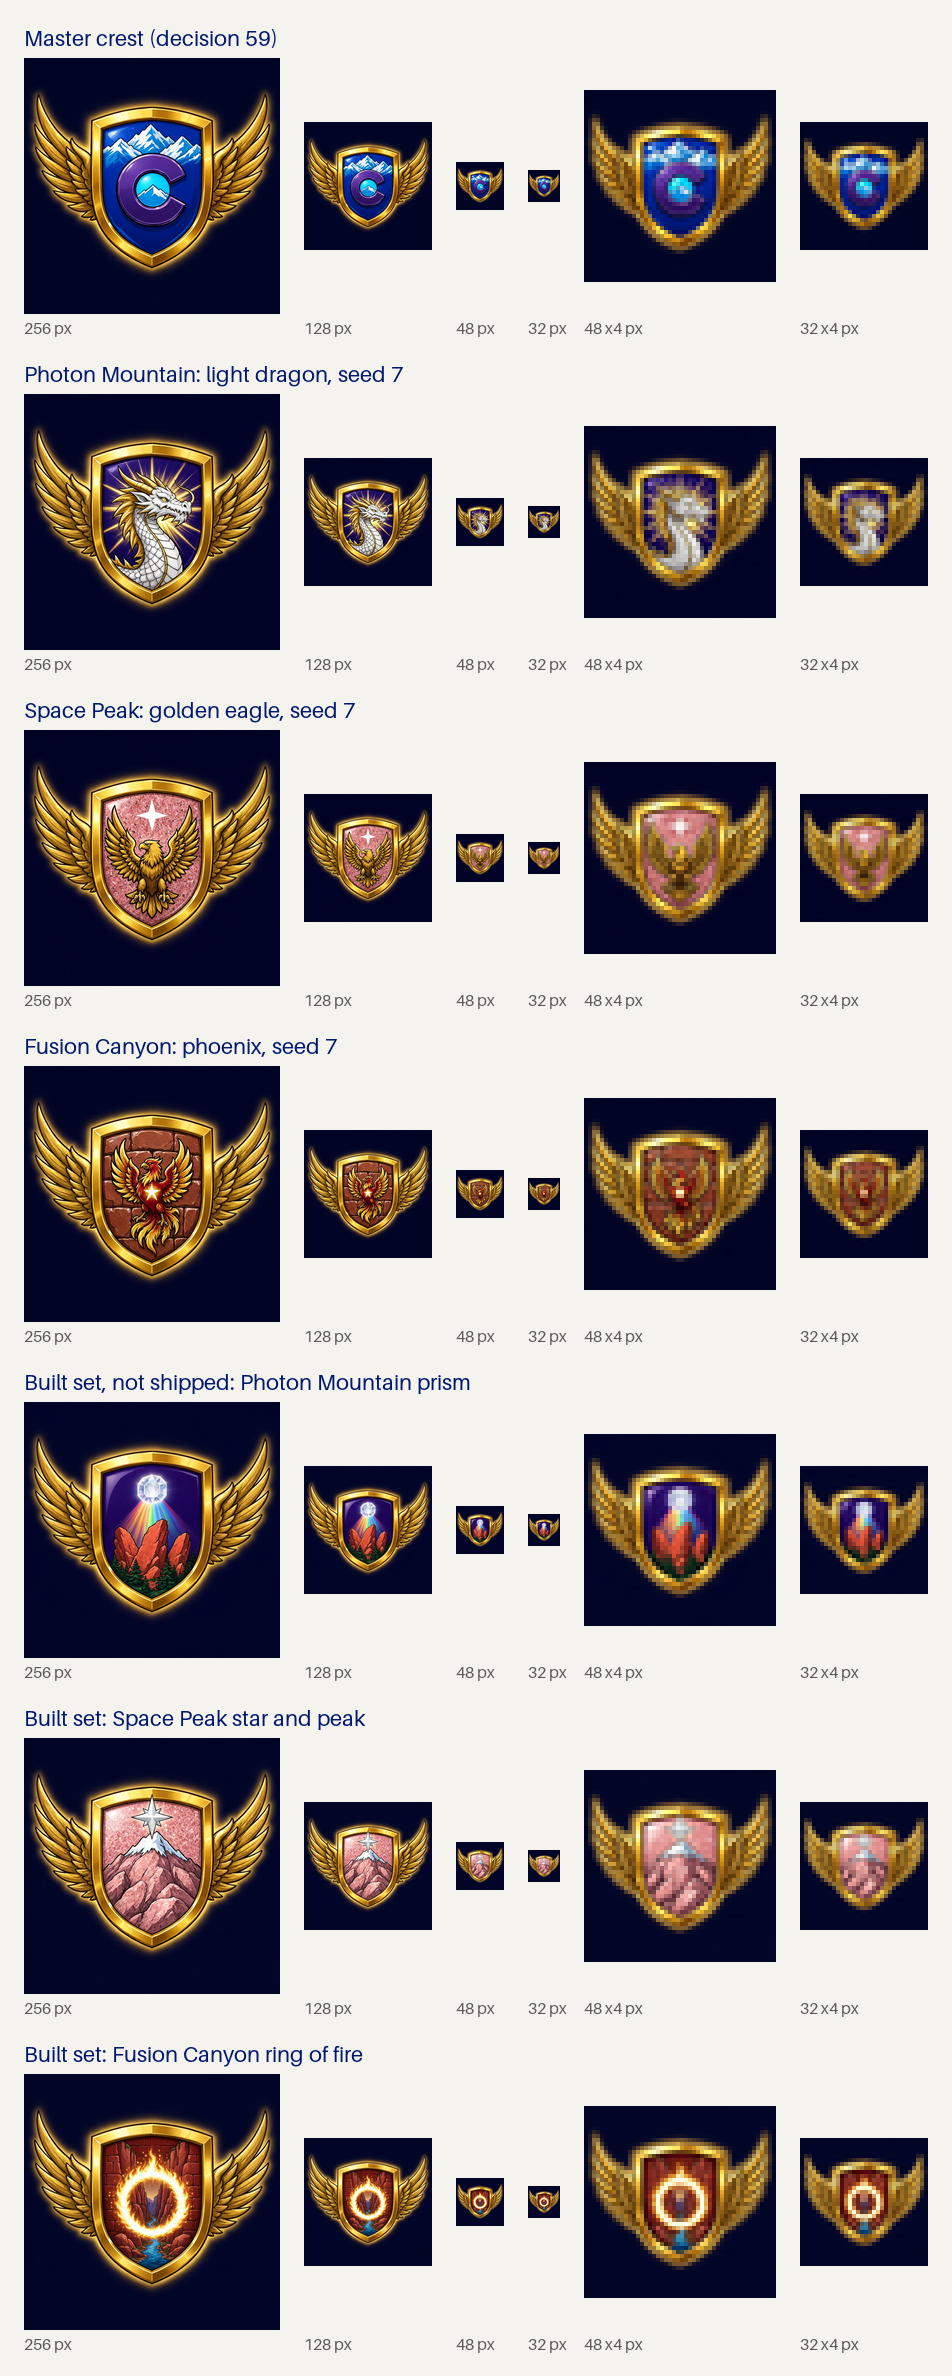 Master crest (decision 59)
256 px 128 px 48 px 32 px 48 x4 px 32 x4 px
Photon Mountain: light dragon, seed 7
256 px 128 px 48 px 32 px 48 x4 px 32 x4 px
Space Peak: golden eagle, seed 7
256 px 128 px 48 px 32 px 48 x4 px 32 x4 px
Fusion Canyon: phoenix, seed 7
256 px 128 px 48 px 32 px 48 x4 px 32 x4 px
Built set, not shipped: Photon Mountain prism
256 px 128 px 48 px 32 px 48 x4 px 32 x4 px
Built set: Space Peak star and peak
256 px 128 px 48 px 32 px 48 x4 px 32 x4 px
Built set: Fusion Canyon ring of fire
256 px 128 px 48 px 32 px 48 x4 px 32 x4 px